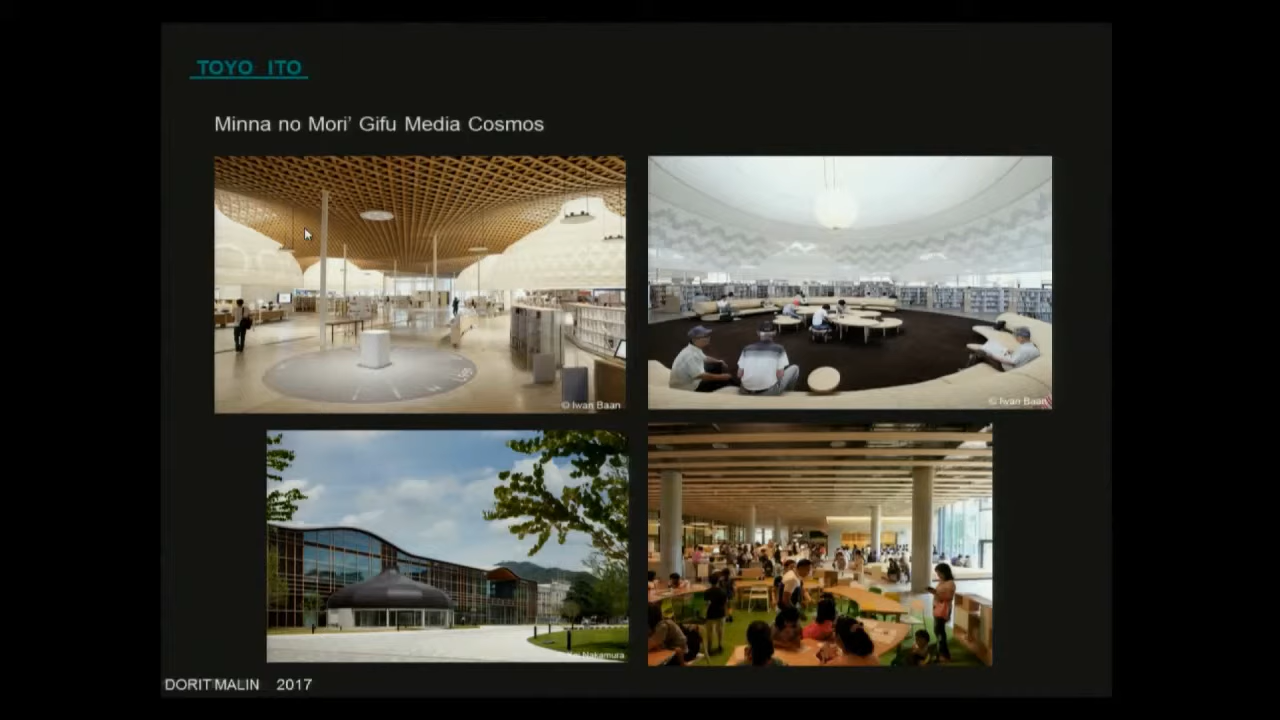 TOYO ITO
Minna no Mori’ Gifu Media Cosmos
© Iwan Baan
© Iwan Baan
Nakamura
DORIT MALIN 2017